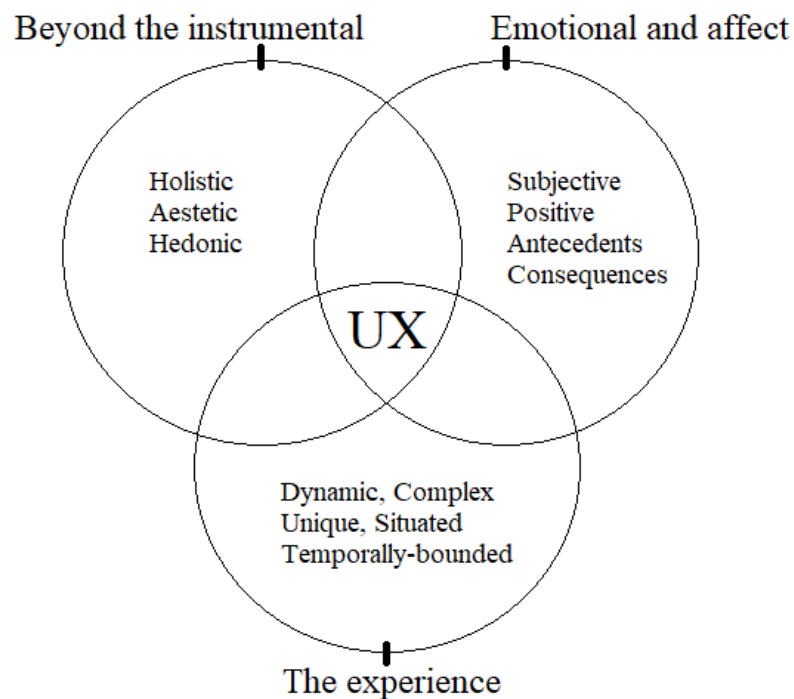 Beyond the instrumental
Emotional and affect
Holistic
Aestetic
Hedonic
Subjective
Positive
Antecedents
Consequences
UX
Dynamic, Complex
Unique, Situated
Temporally-bounded
The experience